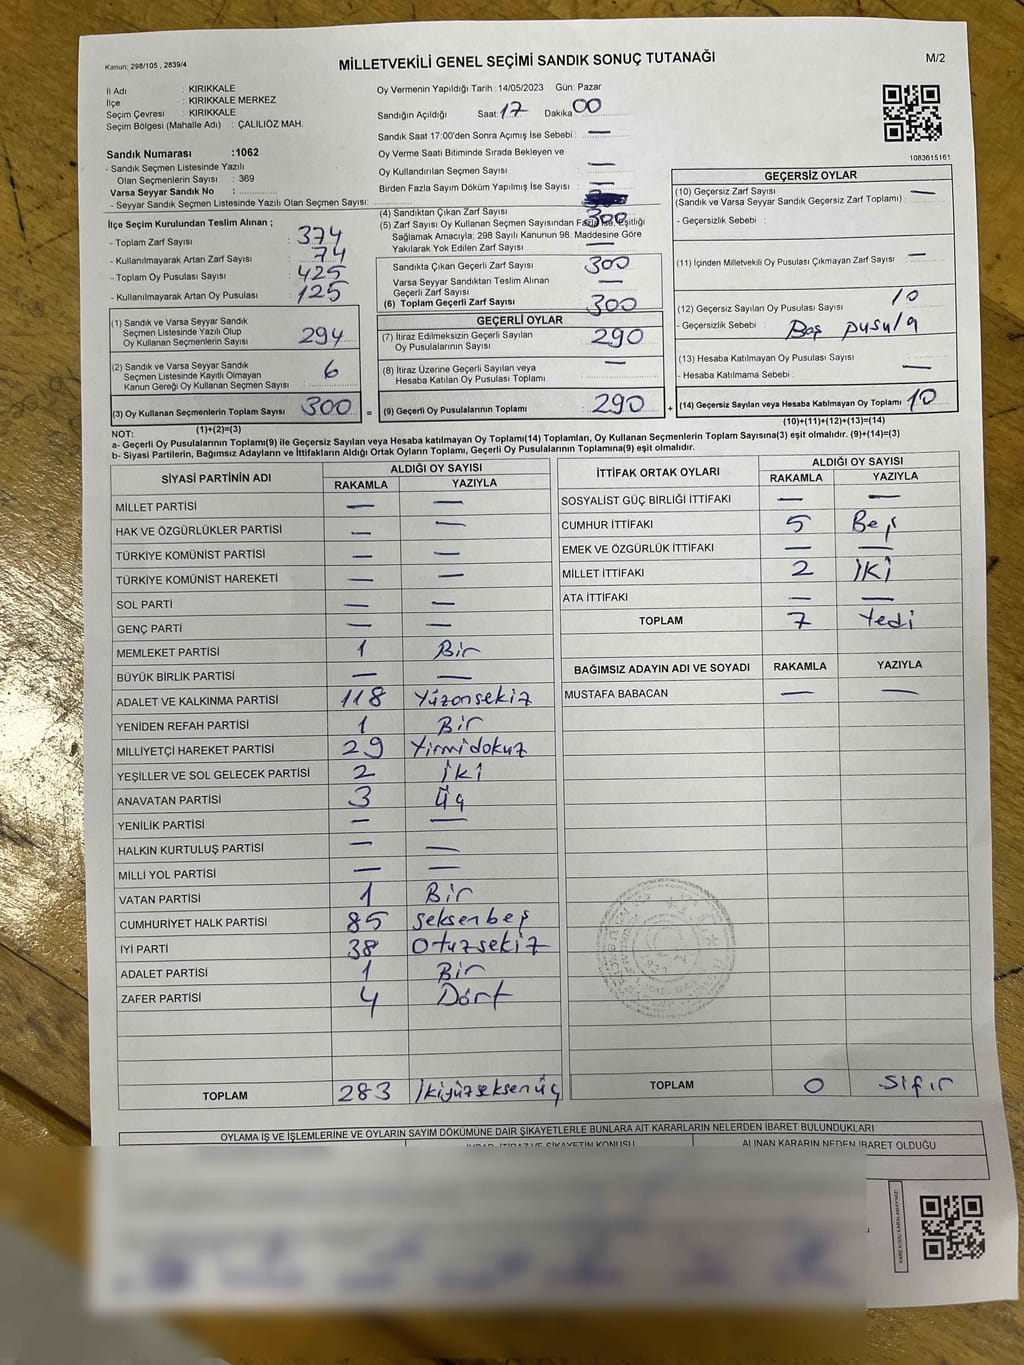 Kanun: 298/105 , 2839/4
MİLLETVEKİLİ GENEL SEÇİMİ SANDIK SONUÇ TUTANAĞI
M/2
İl Adı : KIRIKKALE
İlçe : KIRIKKALE MERKEZ
Seçim Çevresi : KIRIKKALE
Seçim Bölgesi (Mahalle Adı) : ÇALILIÖZ MAH.
Sandık Numarası :1062
- Sandık Seçmen Listesinde Yazılı
Olan Seçmenlerin Sayısı : 369
Varsa Seyyar Sandık No :
- Seyyar Sandık Seçmen Listesinde Yazılı Olan Seçmen Sayısı:
Oy Vermenin Yapıldığı Tarih :14/05/2023 Gün: Pazar
Sandığın Açıldığı Saat: 17 Dakika 00
Sandık Saat 17:00'den Sonra Açımış İse Sebebi : —
Oy Verme Saati Bitiminde Sırada Bekleyen ve
Oy Kullandırılan Seçmen Sayısı —
Birden Fazla Sayım Döküm Yapılmış İse Sayısı : —
1083615161
İlçe Seçim Kurulundan Teslim Alınan ;
- Toplam Zarf Sayısı : 374
- Kullanılmayarak Artan Zarf Sayısı : 74
- Toplam Oy Pusulası Sayısı : 425
- Kullanılmayarak Artan Oy Pusulası : 125
(4) Sandıktan Çıkan Zarf Sayısı 300
(5) Zarf Sayısı Oy Kullanan Seçmen Sayısından Fazla İse, Eşitliği
Sağlamak Amacıyla, 298 Sayılı Kanunun 98. Maddesine Göre
Yakılarak Yok Edilen Zarf Sayısı —
Sandıkta Çıkan Geçerli Zarf Sayısı 300
Varsa Seyyar Sandıktan Teslim Alınan
Geçerli Zarf Sayısı —
(6) Toplam Geçerli Zarf Sayısı 300
GEÇERSİZ OYLAR
(10) Geçersiz Zarf Sayısı —
(Sandık ve Varsa Seyyar Sandık Geçersiz Zarf Toplamı) :
- Geçersizlik Sebebi :
(11) İçinden Milletvekili Oy Pusulası Çıkmayan Zarf Sayısı —
(12) Geçersiz Sayılan Oy Pusulası Sayısı 10
- Geçersizlik Sebebi : Boş pusula
(13) Hesaba Katılmayan Oy Pusulası Sayısı
- Hesaba Katılmama Sebebi : —
(14) Geçersiz Sayılan veya Hesaba Katılmayan Oy Toplamı 10
(10)+(11)+(12)+(13)=(14)
(1) Sandık ve Varsa Seyyar Sandık
Seçmen Listesinde Yazılı Olup
Oy Kullanan Seçmenlerin Sayısı 294
(2) Sandık ve Varsa Seyyar Sandık
Seçmen Listesinde Kayıtlı Olmayan
Kanun Gereği Oy Kullanan Seçmen Sayısı 6
(3) Oy Kullanan Seçmenlerin Toplam Sayısı 300 =
(1)+(2)=(3)
GEÇERLİ OYLAR
(7) İtiraz Edilmeksizin Geçerli Sayılan
Oy Pusulalarının Sayısı 290
(8) İtiraz Üzerine Geçerli Sayılan veya
Hesaba Katılan Oy Pusulası Toplamı —
(9) Geçerli Oy Pusulaları Toplamı 290 +
NOT:
a- Geçerli Oy Pusulalarının Toplamı(9) ile Geçersiz Sayılan veya Hesaba katılmayan Oy Toplamı(14) Toplamları, Oy Kullanan Seçmenlerin Toplam Sayısına(3) eşit olmalıdır. (9)+(14)=(3)
b- Siyasi Partilerin, Bağımsız Adayların ve İttifakların Aldığı Ortak Oyların Toplamı, Geçerli Oy Pusulalarının Toplamına(9) eşit olmalıdır.
SİYASİ PARTİNİN ADI ALDIĞI OY SAYISI
RAKAMLA YAZIYLA
MİLLET PARTİSİ — —
HAK VE ÖZGÜRLÜKLER PARTİSİ — —
TÜRKİYE KOMÜNİST PARTİSİ — —
TÜRKİYE KOMÜNİST HAREKETİ — —
SOL PARTİ — —
GENÇ PARTİ — —
MEMLEKET PARTİSİ 1 Bir
BÜYÜK BİRLİK PARTİSİ — —
ADALET VE KALKINMA PARTİSİ 118 Yüzonsekiz
YENİDEN REFAH PARTİSİ 1 Bir
MİLLİYETÇİ HAREKET PARTİSİ 29 Yirmidokuz
YEŞİLLER VE SOL GELECEK PARTİSİ 2 İki
ANAVATAN PARTİSİ 3 Üç
YENİLİK PARTİSİ — —
HALKIN KURTULUŞ PARTİSİ — —
MİLLİ YOL PARTİSİ — —
VATAN PARTİSİ 1 Bir
CUMHURİYET HALK PARTİSİ 85 Seksenbeş
İYİ PARTİ 38 Otuzsekiz
ADALET PARTİSİ 1 Bir
ZAFER PARTİSİ 4 Dört
TOPLAM 283 İkiyüzseksenüç
İTTİFAK ORTAK OYLARI ALDIĞI OY SAYISI
RAKAMLA YAZIYLA
SOSYALİST GÜÇ BİRLİĞİ İTTİFAKI — —
CUMHUR İTTİFAKI 5 Beş
EMEK VE ÖZGÜRLÜK İTTİFAKI — —
MİLLET İTTİFAKI 2 İKİ
ATA İTTİFAKI — —
TOPLAM 7 Yedi
BAĞIMSIZ ADAYIN ADI VE SOYADI RAKAMLA YAZIYLA
MUSTAFA BABACAN — —
TOPLAM 0 Sıfır
OYLAMA İŞ VE İŞLEMLERİNE VE OYLARIN SAYIM DÖKÜMÜNE DAİR ŞİKAYETLERLE BUNLARA AİT KARARLARIN NELERDEN İBARET BULUNDUKLARI
ALINAN KARARIN NEDEN İBARET OLDUĞU